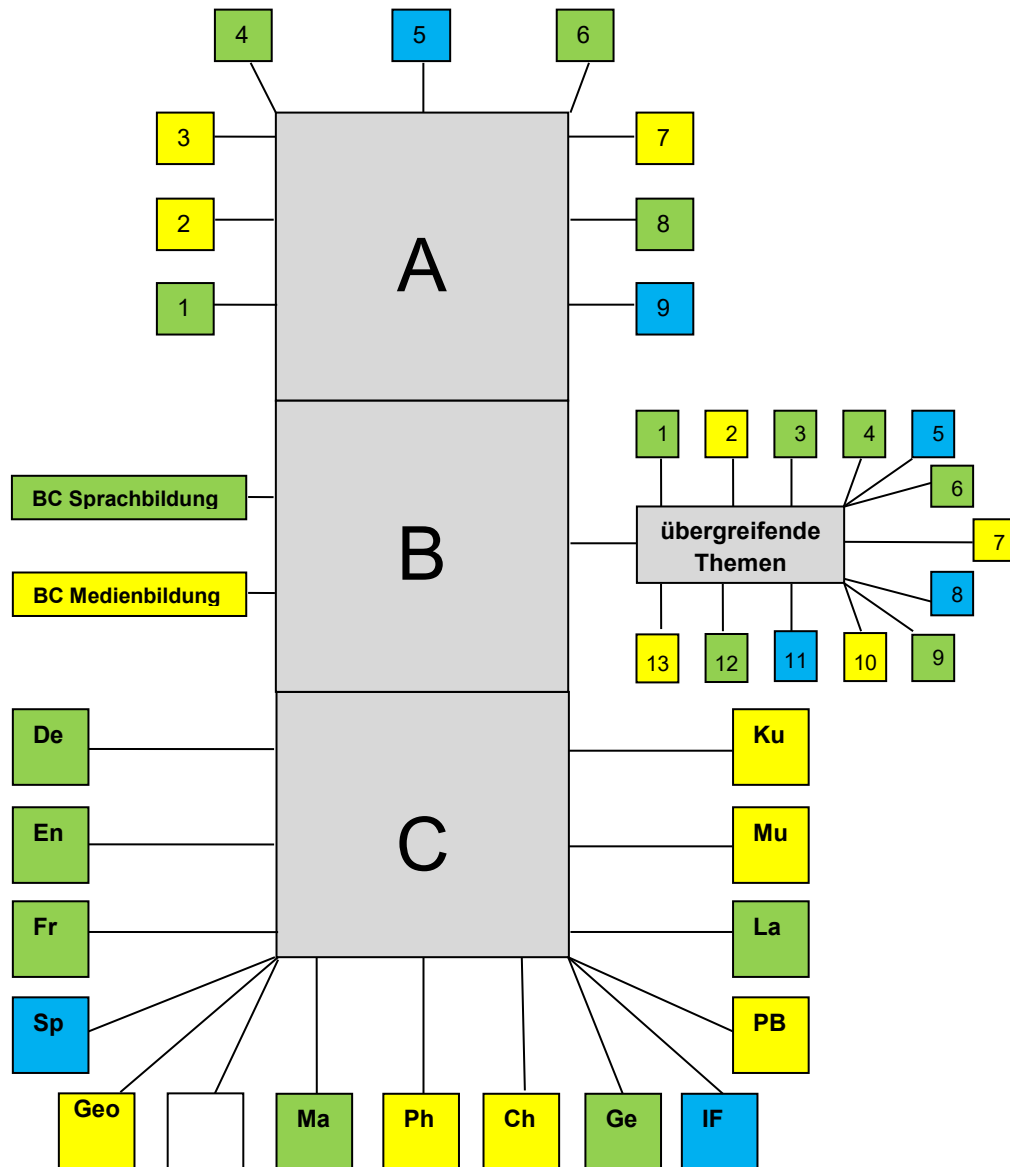 4 5 6
3 7
2 8
A
1 9
1 2 3 4 5
6
BC Sprachbildung
B
übergreifende
Themen
7
BC Medienbildung
8
13 12 11 10 9
De Ku
En Mu
C
Fr La
Sp PB
Geo Ma Ph Ch Ge IF